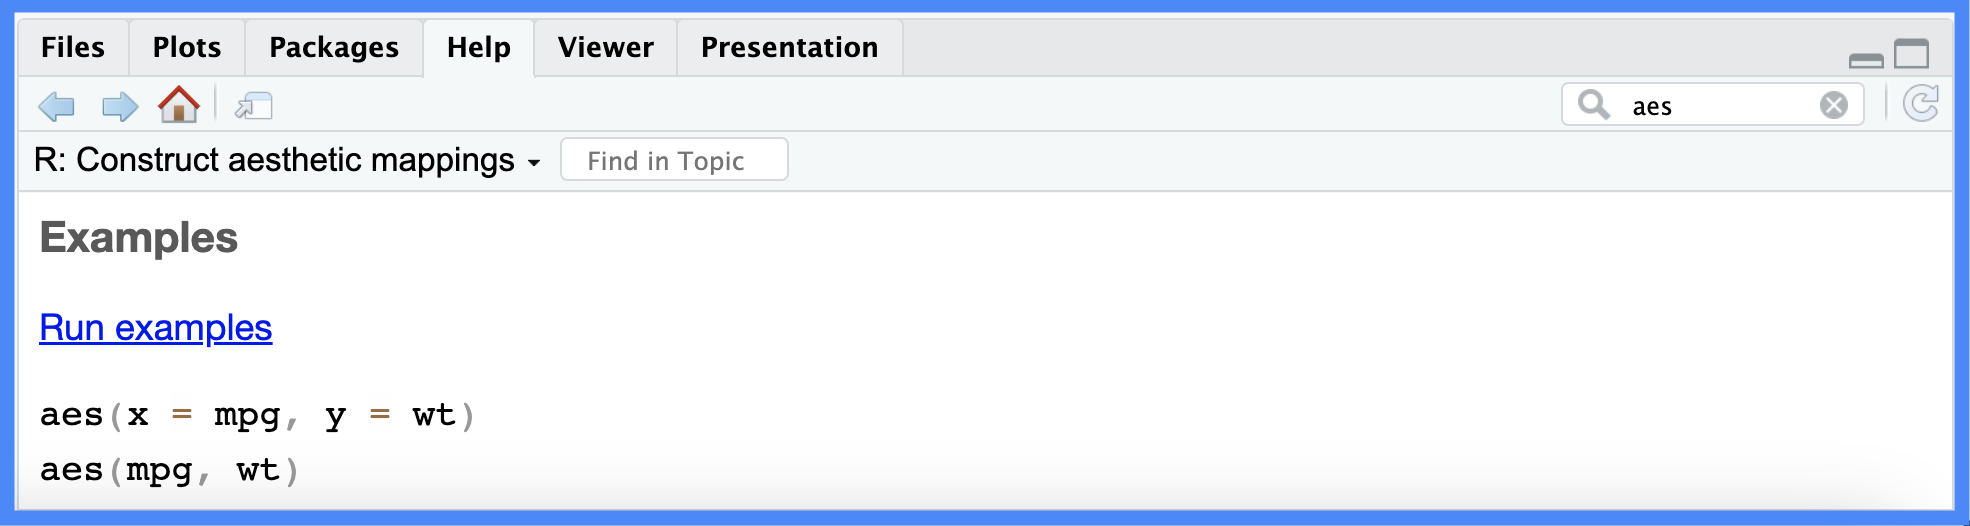 Files Plots Packages Help Viewer Presentation
aes
R: Construct aesthetic mappings Find in Topic
Examples
Run examples
aes(x = mpg, y = wt)
aes(mpg, wt)